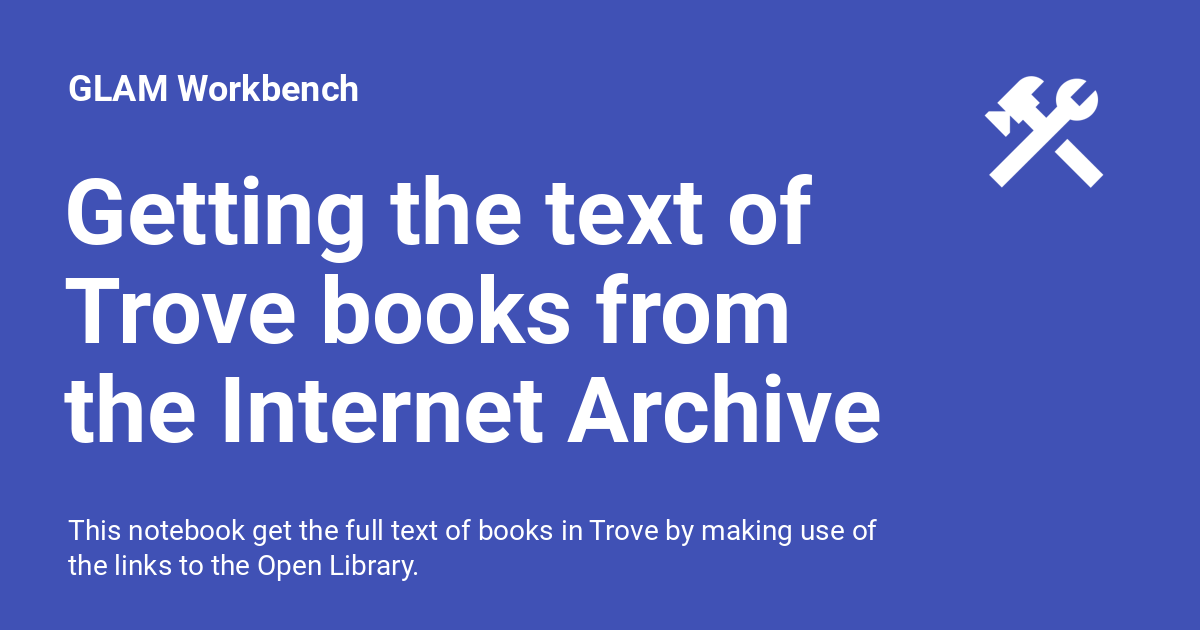 GLAM Workbench
Getting the text of
Trove books from
the Internet Archive
This notebook get the full text of books in Trove by making use of
the links to the Open Library.